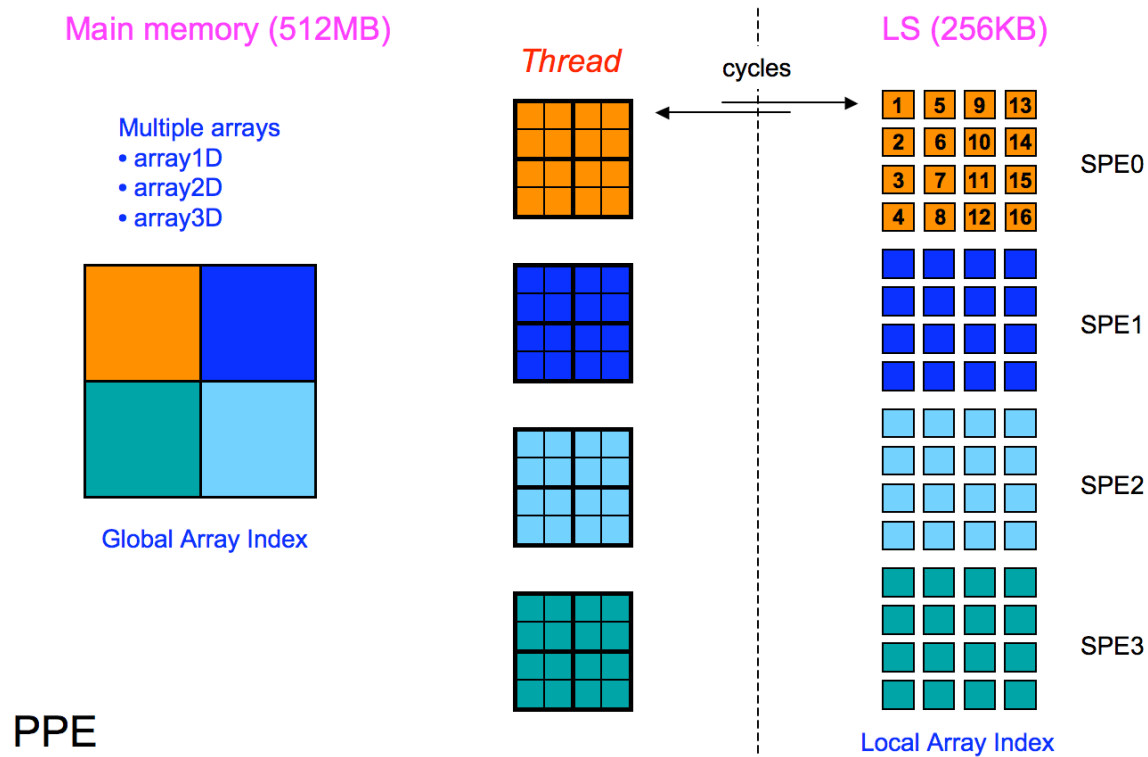 Main memory (512MB)
Multiple arrays
• array1D
• array2D
• array3D
Global Array Index
PPE
Thread
cycles
LS (256KB)
1 5 9 13
2 6 10 14
3 7 11 15
4 8 12 16
SPE0
SPE1
SPE2
SPE3
Local Array Index